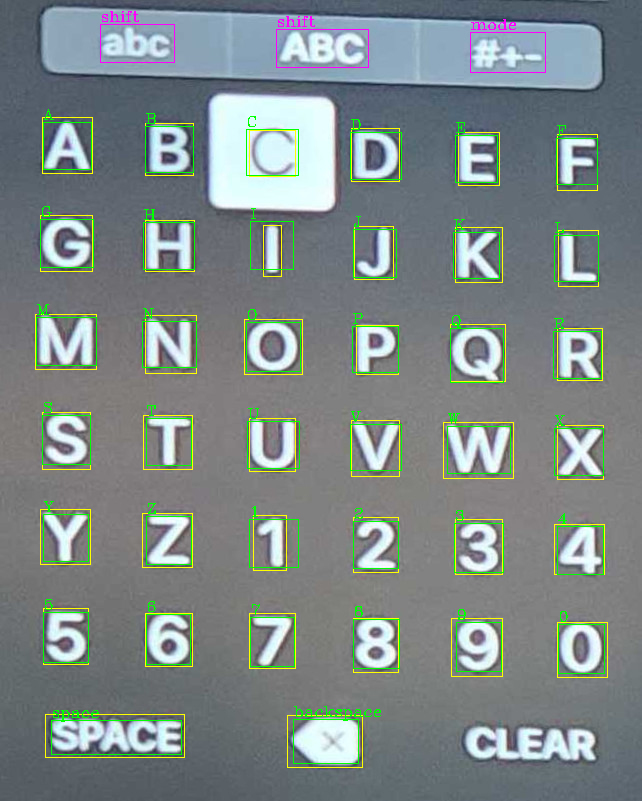 shift shift mode
abc ABC #+-
A B C D E F
A B C D E F
G H I J K L
G H I J K L
M N O P Q R
M N O P Q R
S T U V W X
S T U V W X
Y Z 1 2 3 4
Y Z 1 2 3 4
5 6 7 8 9 0
5 6 7 8 9 0
space backspace
SPACE CLEAR